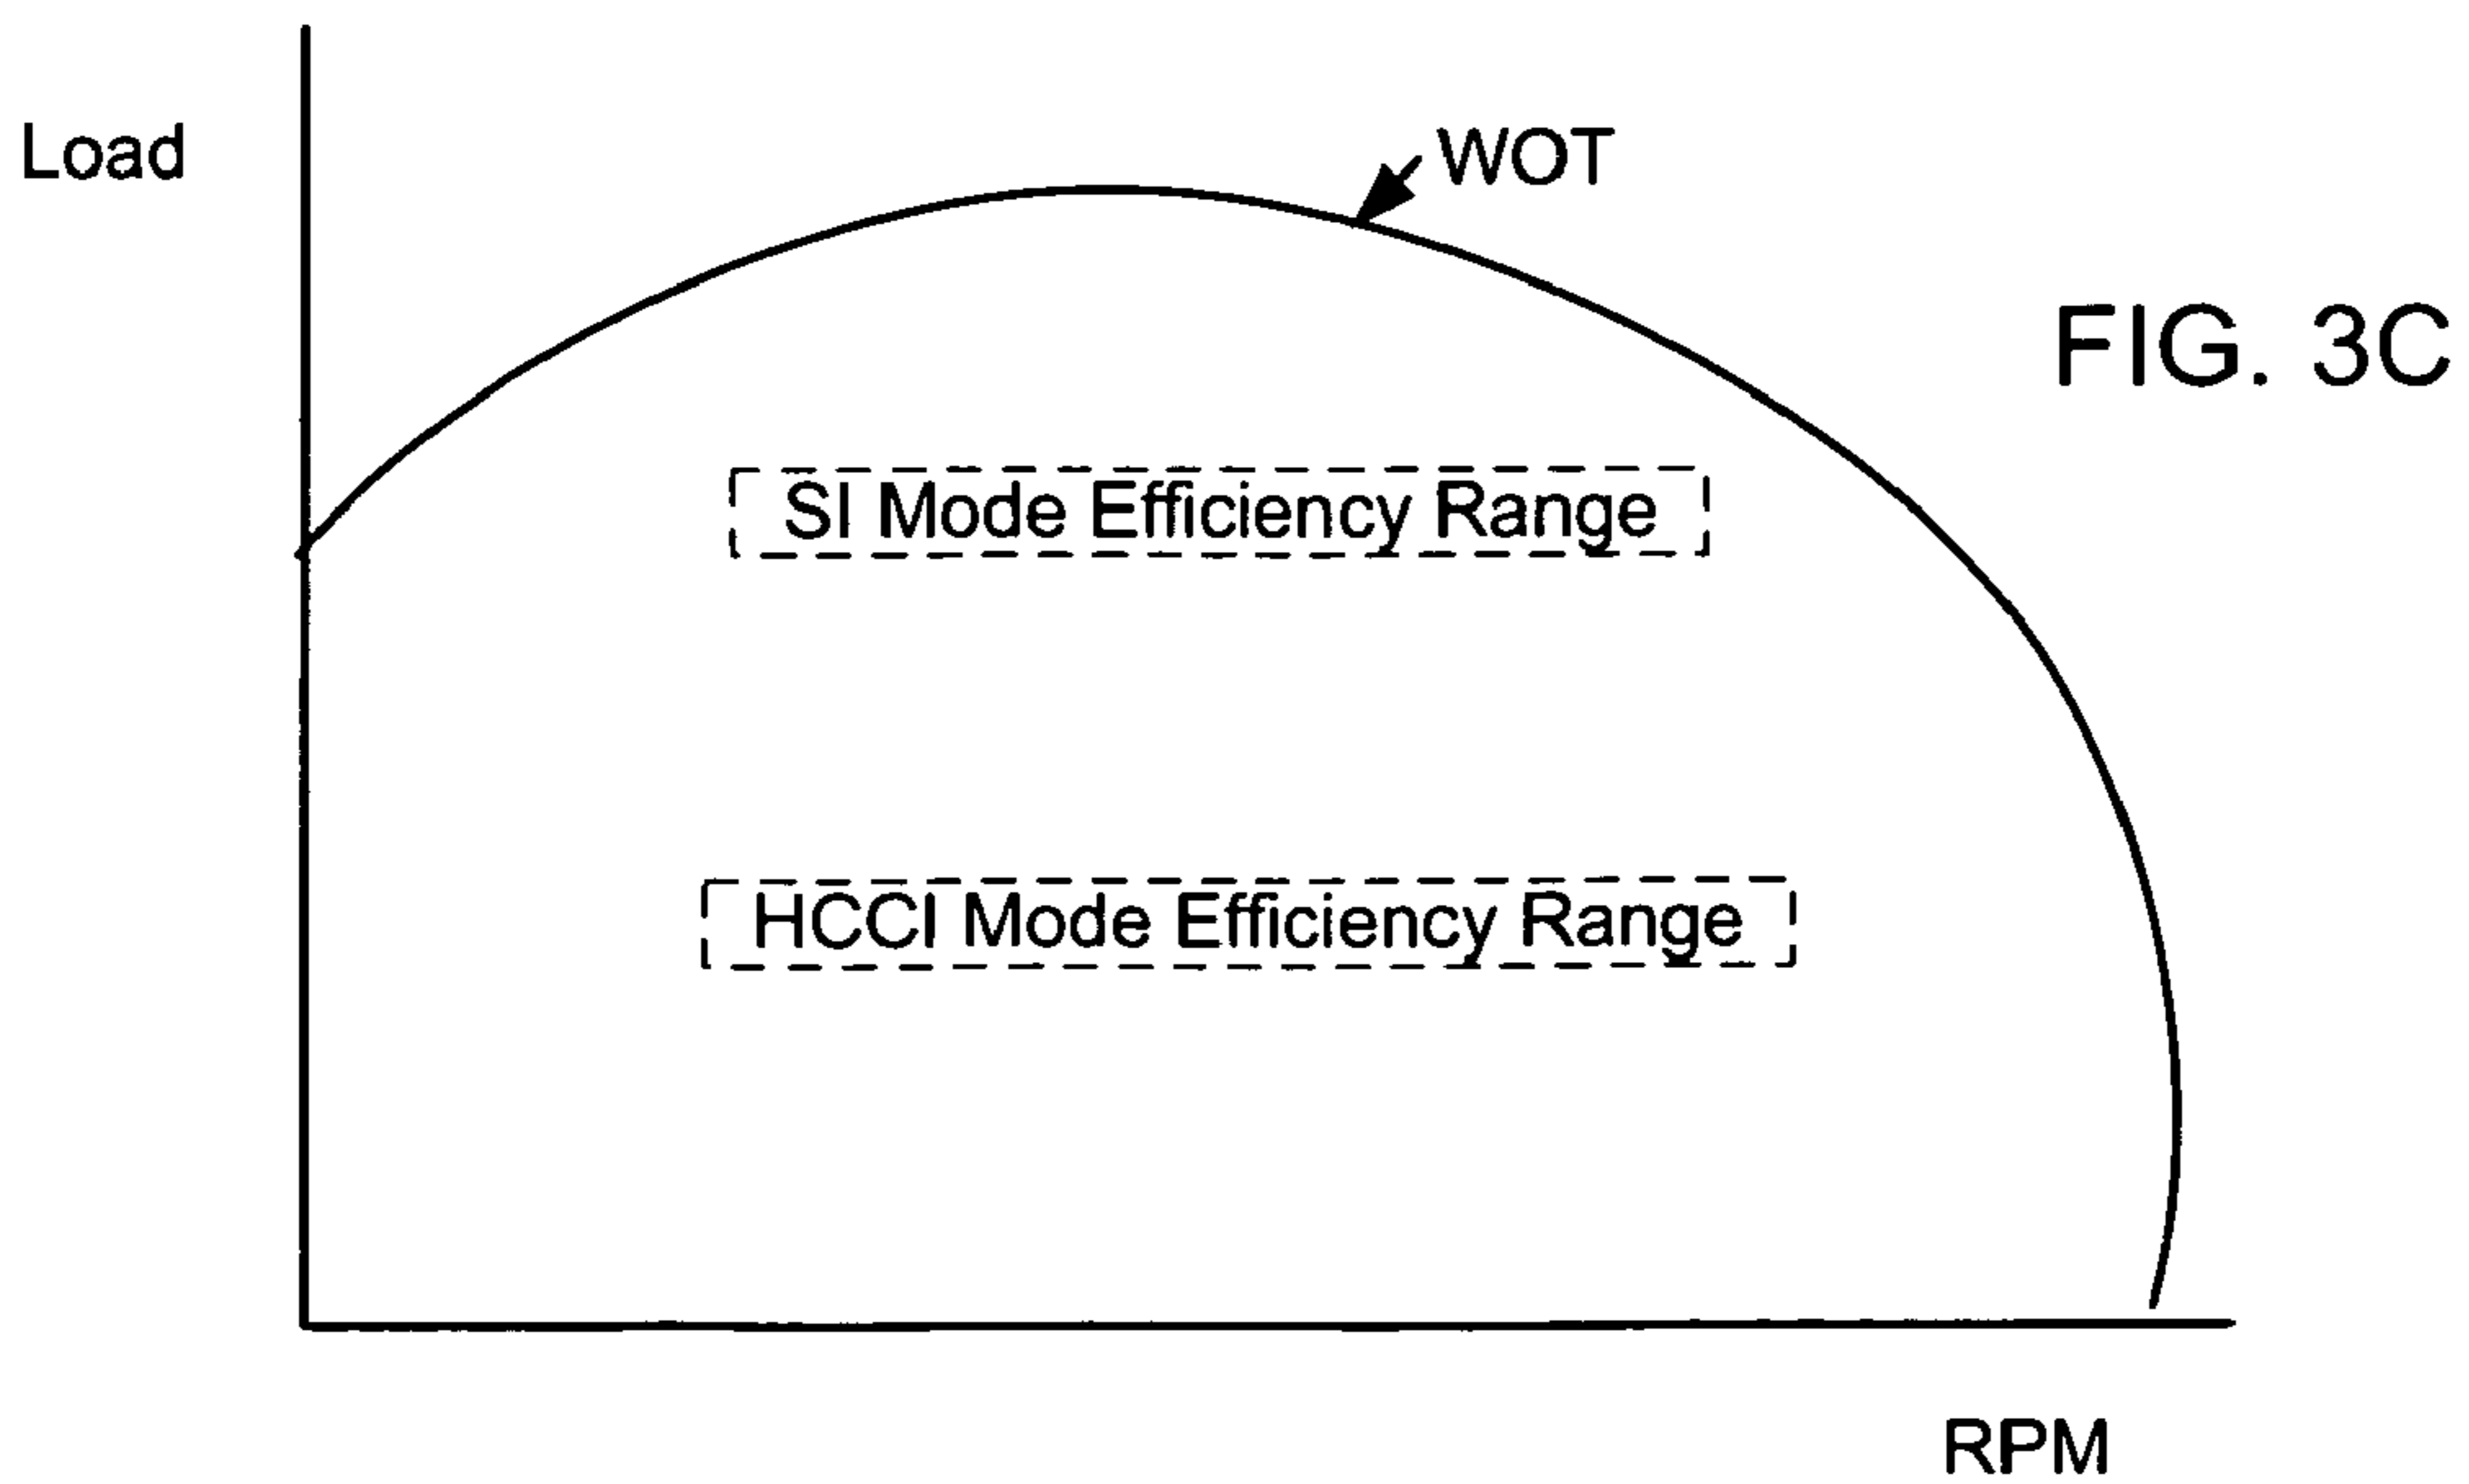 Load
WOT
FIG. 3C
SI Mode Efficiency Range
HCCI Mode Efficiency Range
RPM